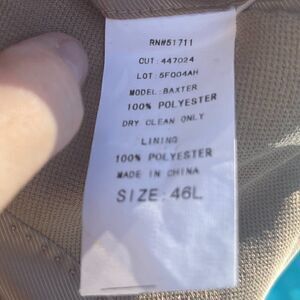 RN#51711
CUT: 447024
LOT: 5FQ04AH
MODEL: BAXTER
100% POLYESTER
DRY CLEAN ONLY
LINING
100% POLYESTER
MADE IN CHINA
SIZE: 46L